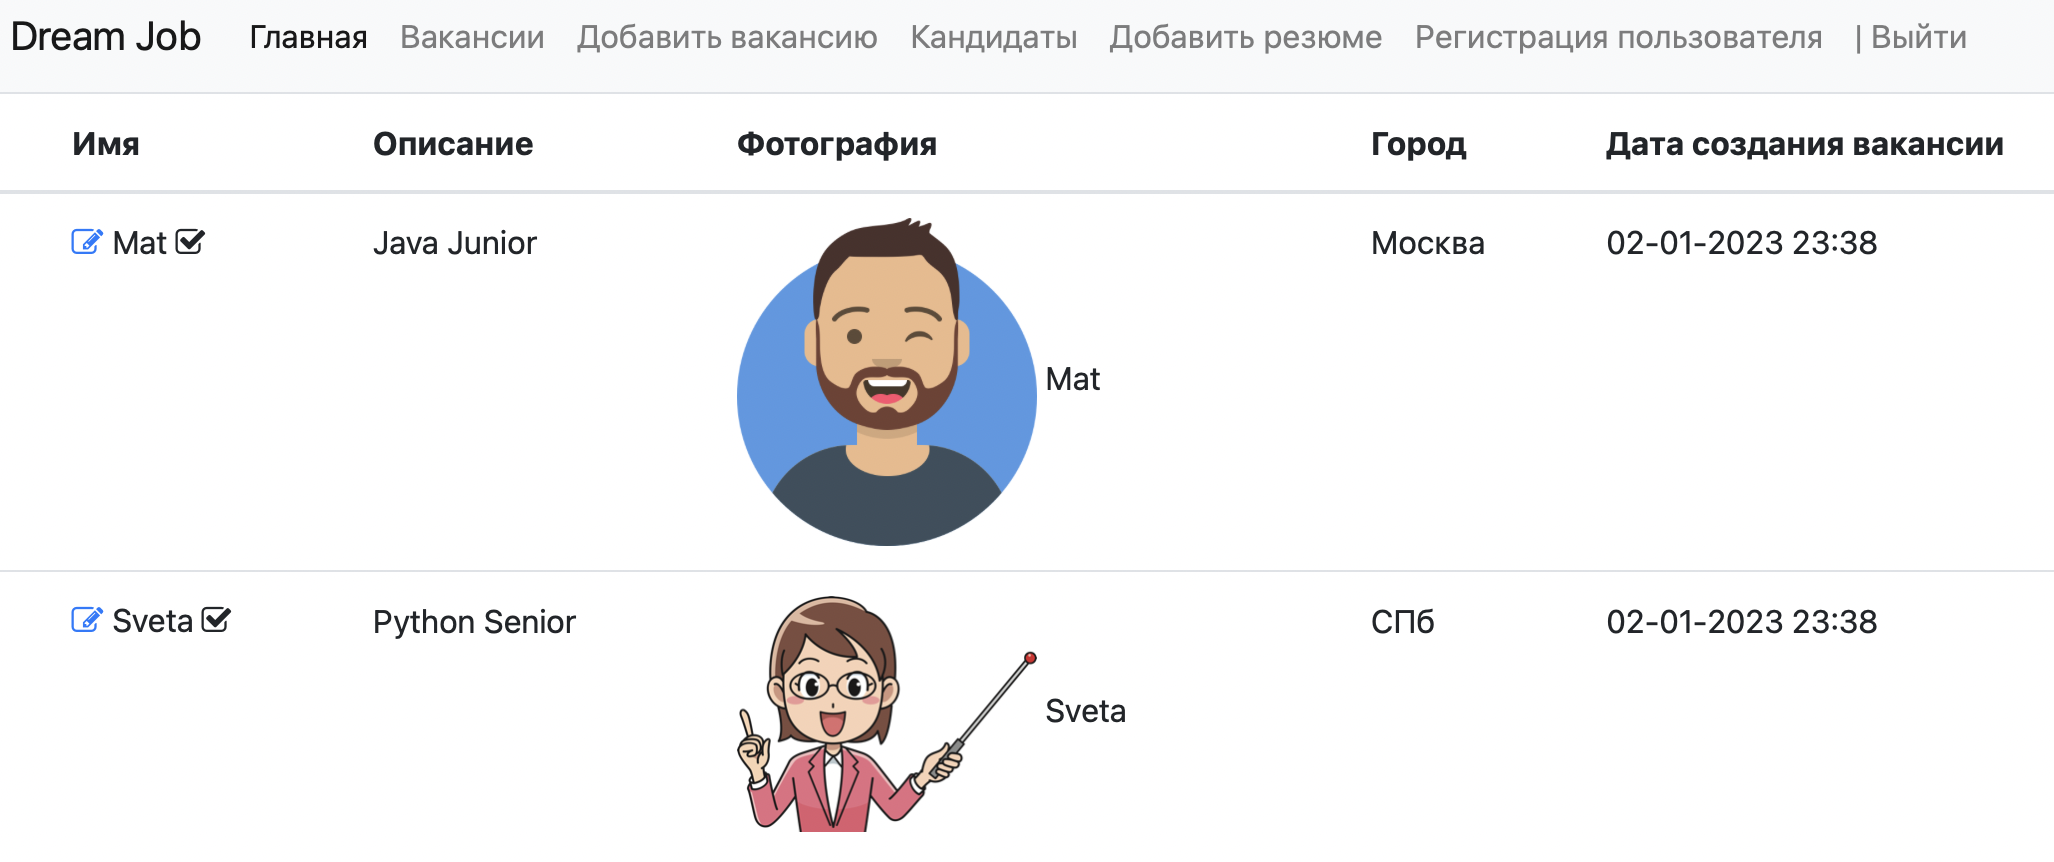 Dream Job Главная Вакансии Добавить вакансию Кандидаты Добавить резюме Регистрация пользователя | Выйти
Имя Описание Фотография Город Дата создания вакансии
Mat Java Junior Mat Москва 02-01-2023 23:38
Sveta Python Senior Sveta СПб 02-01-2023 23:38